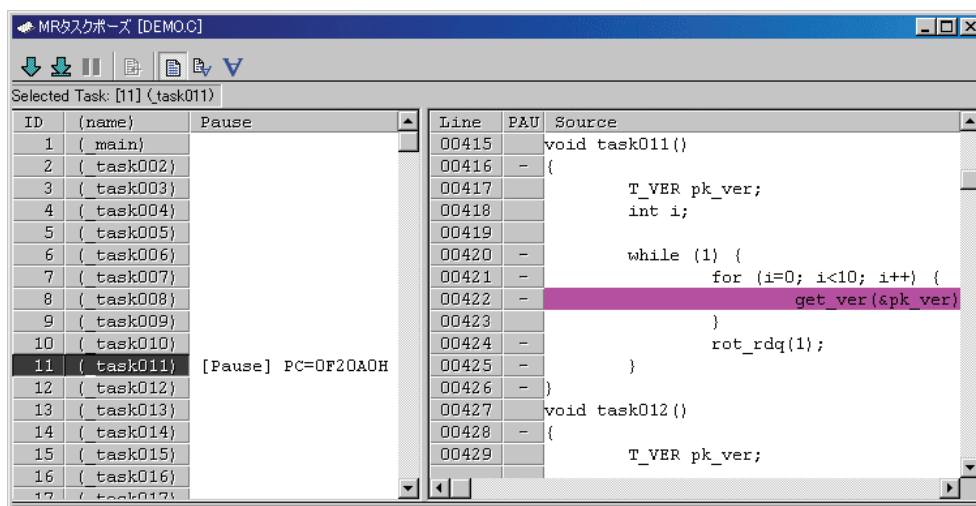 MRタスクポーズ [DEMO.C]
Selected Task: [11] (_task011)
ID (name) Pause
1 (_main)
2 (_task002)
3 (_task003)
4 (_task004)
5 (_task005)
6 (_task006)
7 (_task007)
8 (_task008)
9 (_task009)
10 (_task010)
11 (_task011) [Pause] PC=0F20A0H
12 (_task012)
13 (_task013)
14 (_task014)
15 (_task015)
16 (_task016)
17 (_task017)
Line PAU Source
00415 void task011()
00416 - {
00417 T_VER pk_ver;
00418 int i;
00419
00420 - while (1) {
00421 - for (i=0; i<10; i++) {
00422 - get_ver(&pk_ver)
00423 }
00424 - rot_rdq(1);
00425 - }
00426 - }
00427 void task012()
00428 - {
00429 T_VER pk_ver;